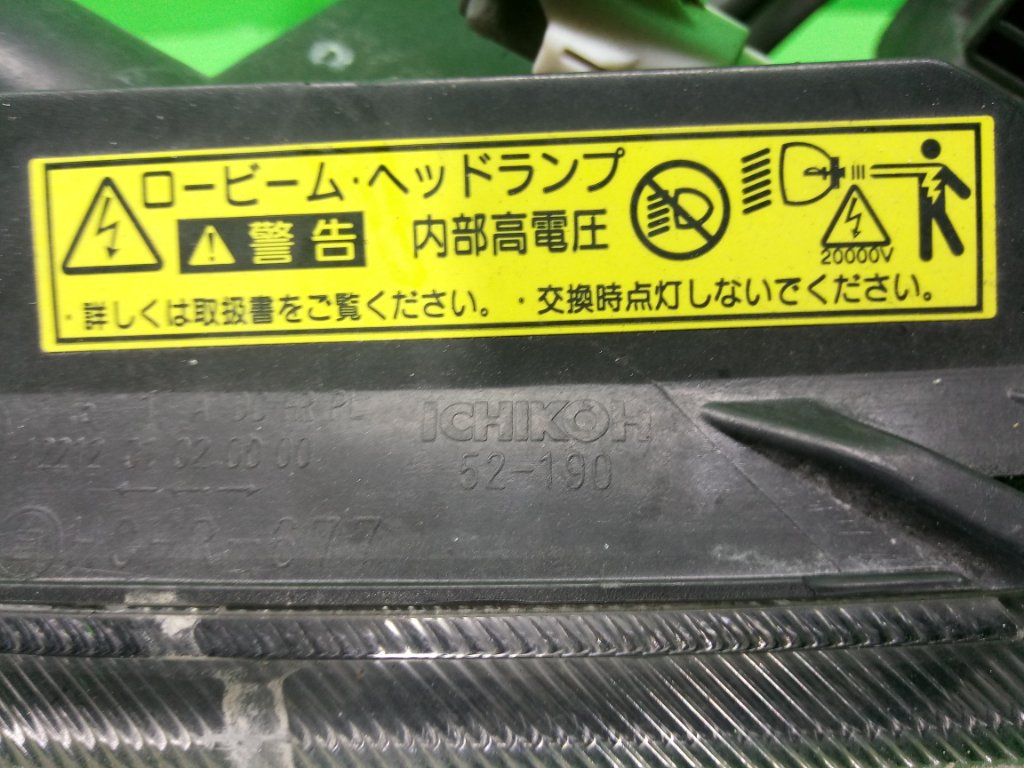 ロービーム・ヘッドランプ
警告
内部高電圧
20000V
・詳しくは取扱書をご覧ください。
・交換時点灯しないでください。
ICHIKOH
52-190